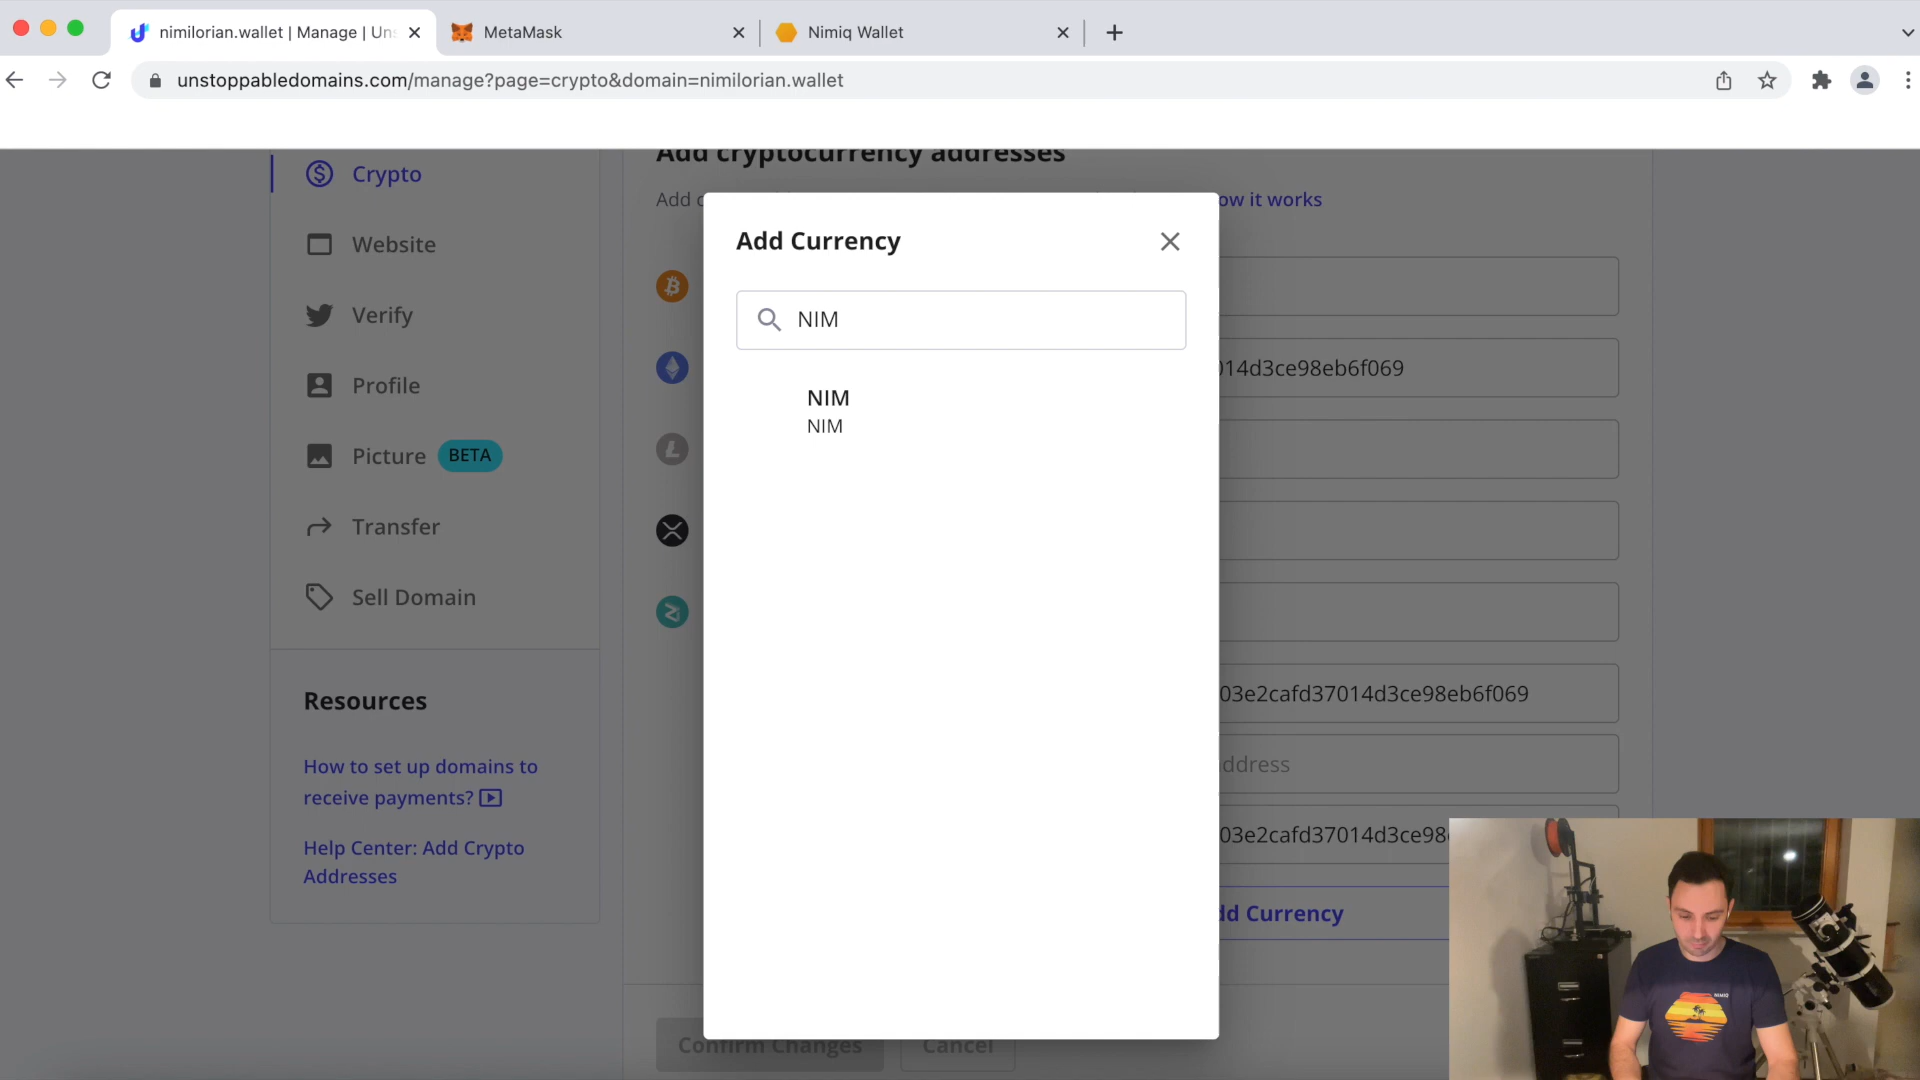 nimilorian.wallet | Manage | Uns
MetaMask
Nimiq Wallet
unstoppabledomains.com/manage?page=crypto&domain=nimilorian.wallet
Add cryptocurrency addresses
Crypto
Add
ow it works
Add Currency
Website
NIM
Verify
014d3ce98eb6f069
Profile
NIM
NIM
Picture BETA
Transfer
Sell Domain
Resources
03e2cafd37014d3ce98eb6f069
How to set up domains to
receive payments?
ddress
03e2cafd37014d3ce98
Help Center: Add Crypto
Addresses
dd Currency
NIMIQ
Confirm Changes
Cancel